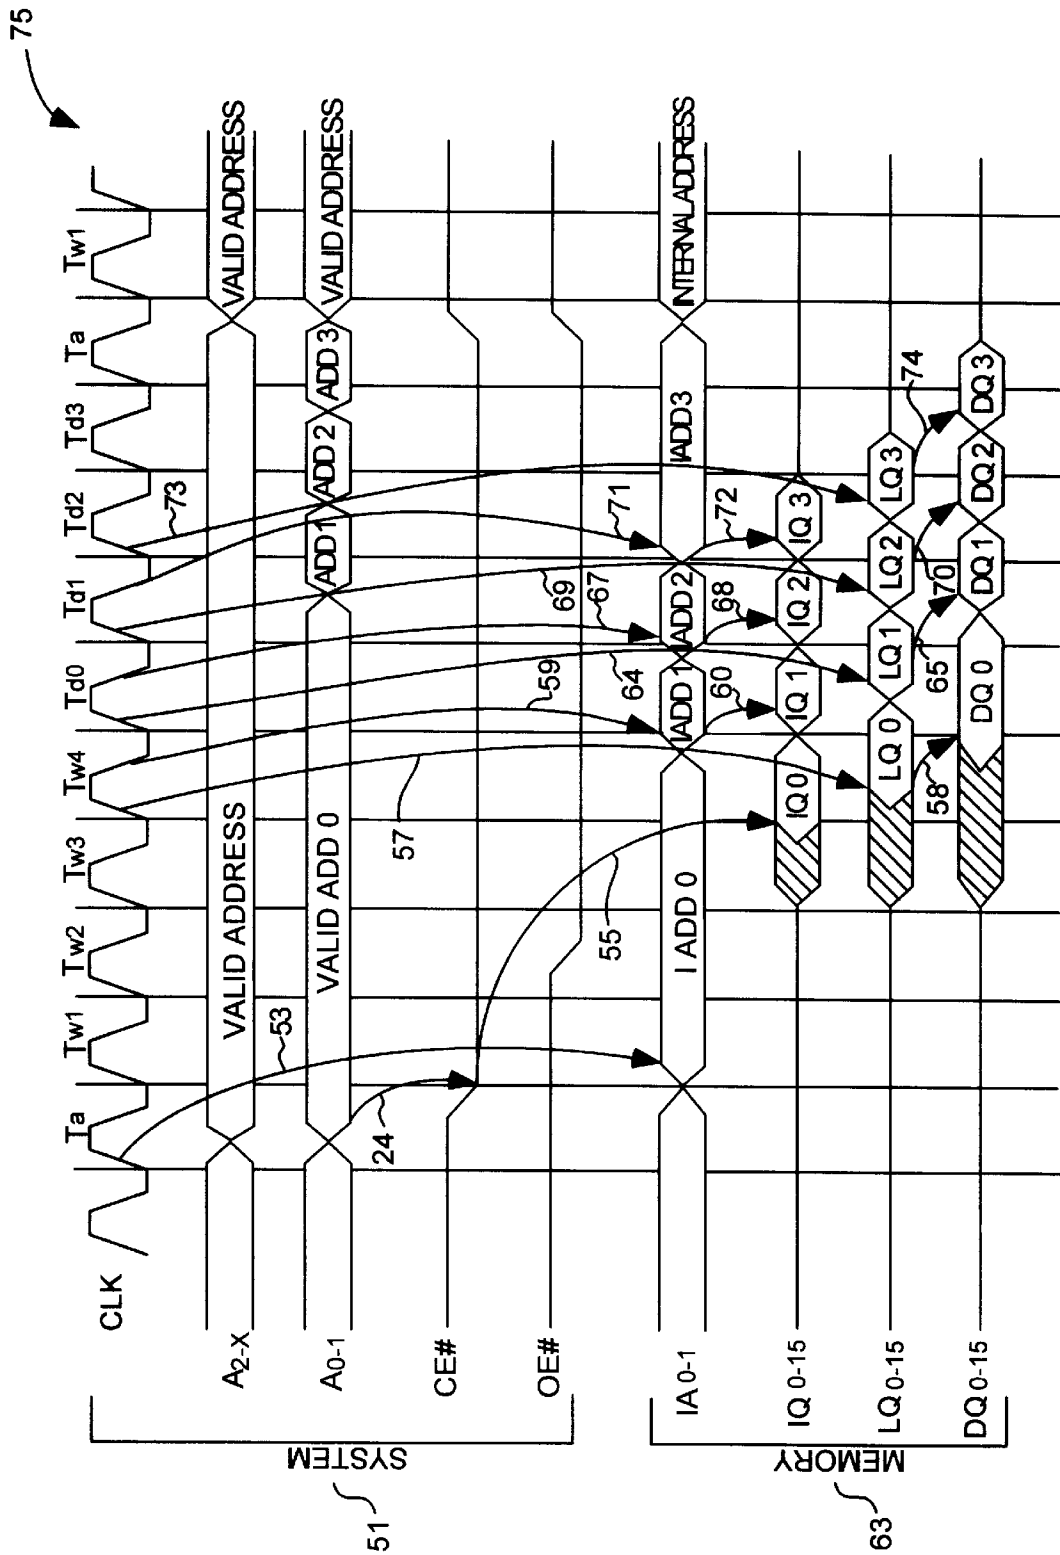 75
CLK
Ta
Tw1
Tw2
Tw3
Tw4
Td0
Td1
Td2
Td3
Ta
Tw1
SYSTEM
51
A2-X
VALID ADDRESS
VALID ADDRESS
53
73
A0-1
VALID ADD 0
ADD 1
ADD 2
ADD 3
VALID ADDRESS
24
CE#
57
OE#
59
69
55
64
67
71
MEMORY
63
IA 0-1
I ADD 0
IADD 1
IADD 2
IADD 3
INTERNAL ADDRESS
60
68
72
IQ 0-15
IQ 0
IQ 1
IQ 2
IQ 3
LQ 0-15
LQ 0
LQ 1
LQ 2
LQ 3
58
65
70
74
DQ 0-15
DQ 0
DQ 1
DQ 2
DQ 3